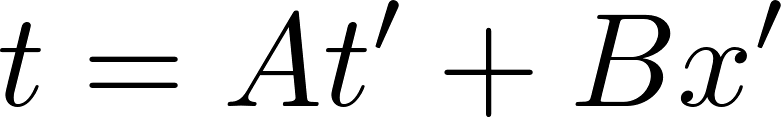 t = At′ + Bx′